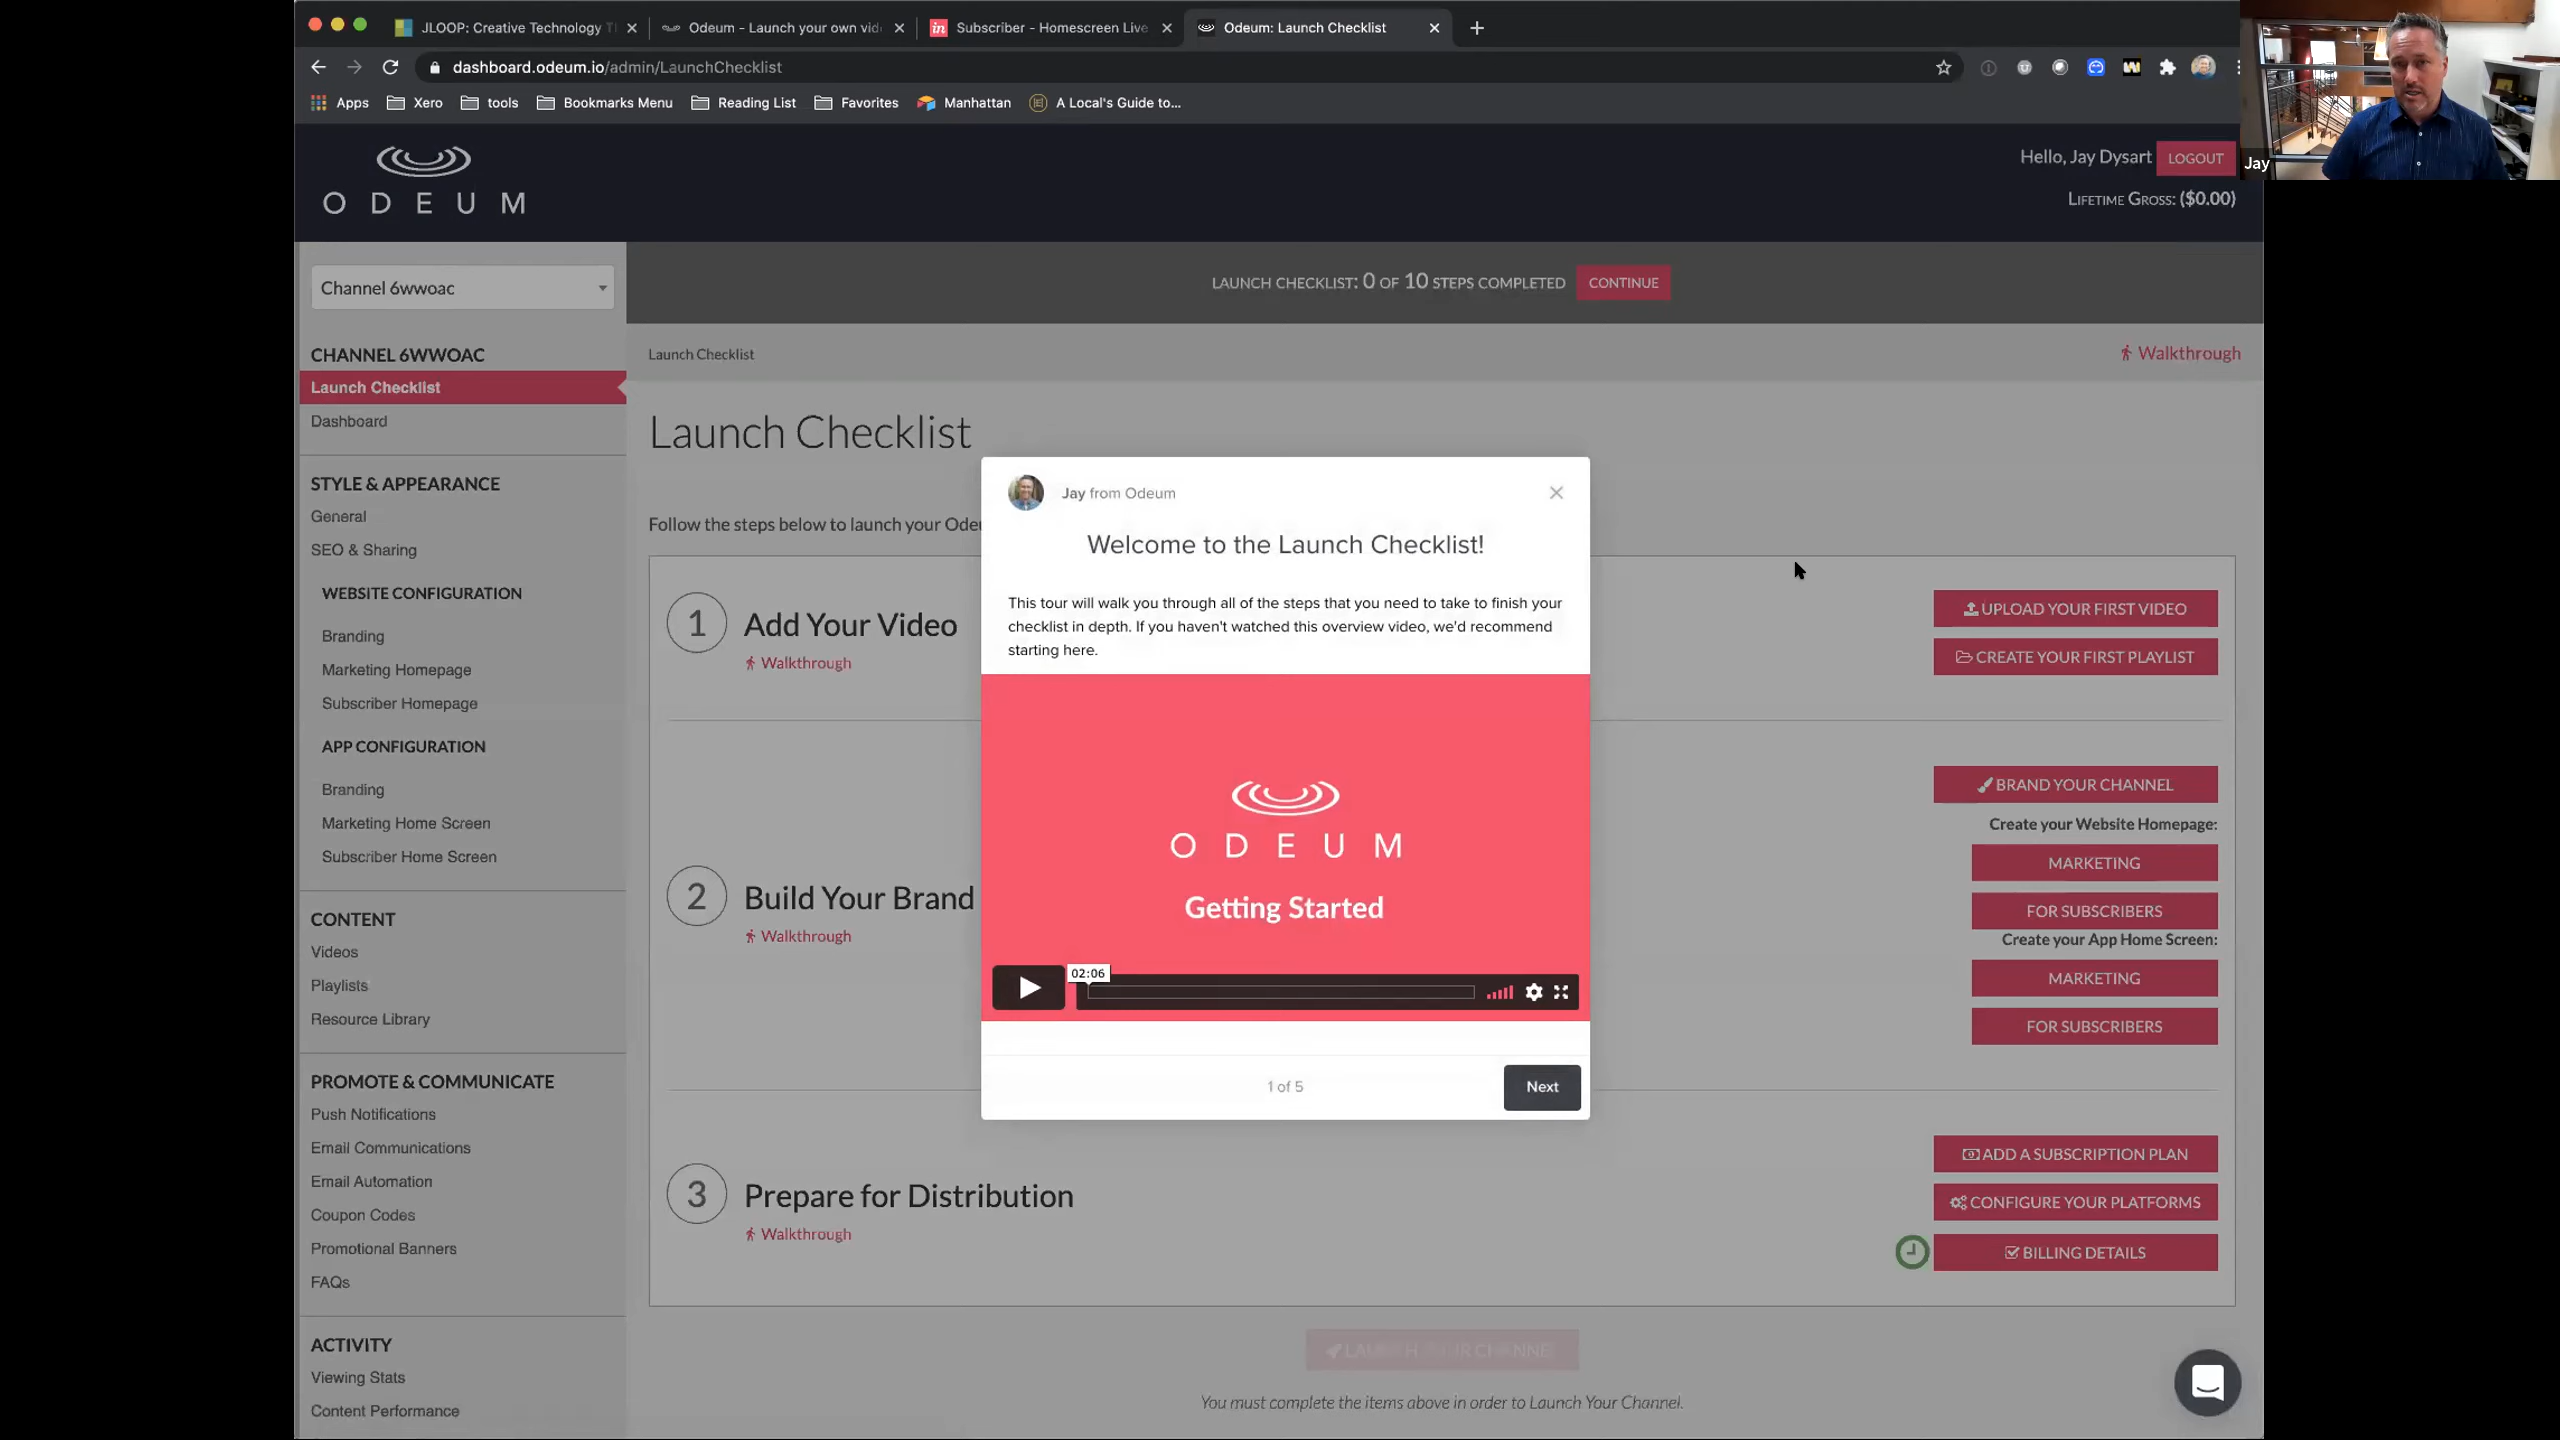 JLOOP: Creative Technology T
Odeum - Launch your own vid
Subscriber - Homescreen Live
Odeum: Launch Checklist
dashboard.odeum.io/admin/LaunchChecklist
Apps
Xero
tools
Bookmarks Menu
Reading List
Favorites
Manhattan
A Local's Guide to...
Jay
ODEUM
Hello, Jay Dysart
LOGOUT
LIFETIME GROSS: ($0.00)
Channel 6wwoac
LAUNCH CHECKLIST: 0 OF 10 STEPS COMPLETED
CONTINUE
CHANNEL 6WWOAC
Launch Checklist
Dashboard
STYLE & APPEARANCE
General
SEO & Sharing
WEBSITE CONFIGURATION
Branding
Marketing Homepage
Subscriber Homepage
APP CONFIGURATION
Branding
Marketing Home Screen
Subscriber Home Screen
CONTENT
Videos
Playlists
Resource Library
PROMOTE & COMMUNICATE
Push Notifications
Email Communications
Email Automation
Coupon Codes
Promotional Banners
FAQs
ACTIVITY
Viewing Stats
Content Performance
Launch Checklist
Walkthrough
Launch Checklist
Follow the steps below to launch your Ode
1
Add Your Video
Walkthrough
UPLOAD YOUR FIRST VIDEO
CREATE YOUR FIRST PLAYLIST
2
Build Your Brand
Walkthrough
BRAND YOUR CHANNEL
Create your Website Homepage:
MARKETING
FOR SUBSCRIBERS
Create your App Home Screen:
MARKETING
FOR SUBSCRIBERS
3
Prepare for Distribution
Walkthrough
ADD A SUBSCRIPTION PLAN
CONFIGURE YOUR PLATFORMS
BILLING DETAILS
LAUNCH YOUR CHANNEL
You must complete the items above in order to Launch Your Channel.
Jay from Odeum
Welcome to the Launch Checklist!
This tour will walk you through all of the steps that you need to take to finish your
checklist in depth. If you haven't watched this overview video, we'd recommend
starting here.
ODEUM
Getting Started
02:06
1 of 5
Next